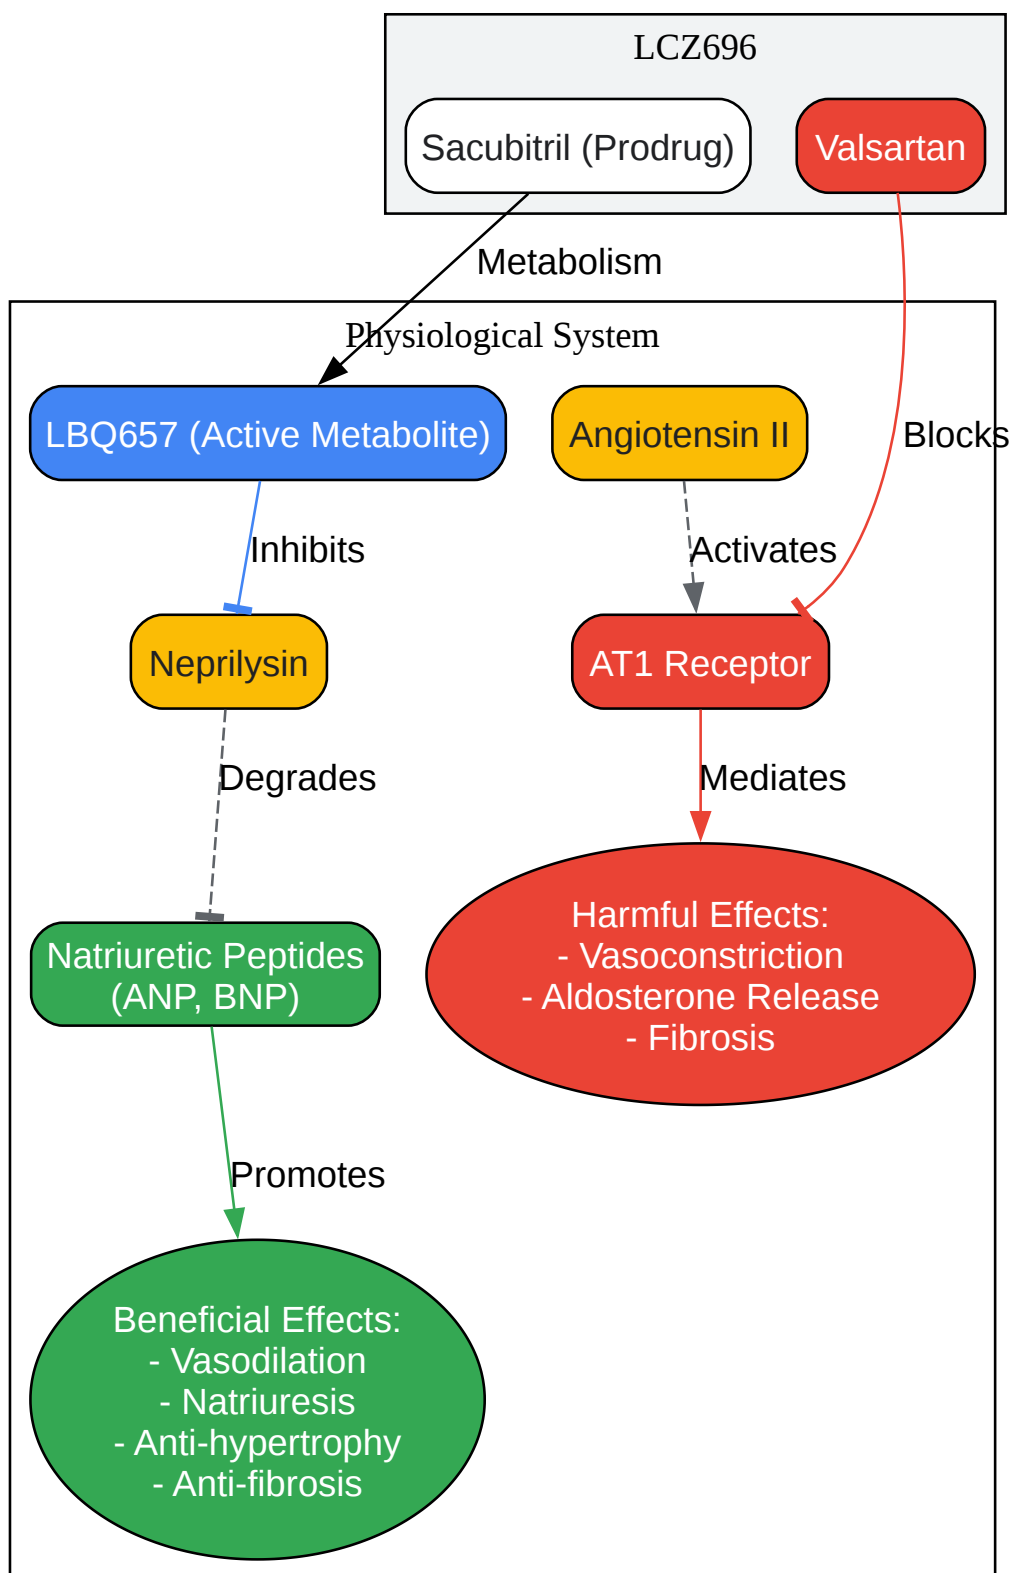 LCZ696
Sacubitril (Prodrug)
Valsartan
Metabolism
Physiological System
LBQ657 (Active Metabolite)
Angiotensin II
Blocks
Inhibits
Activates
Neprilysin
AT1 Receptor
Degrades
Mediates
Natriuretic Peptides
(ANP, BNP)
Harmful Effects:
- Vasoconstriction
- Aldosterone Release
- Fibrosis
Promotes
Beneficial Effects:
- Vasodilation
- Natriuresis
- Anti-hypertrophy
- Anti-fibrosis